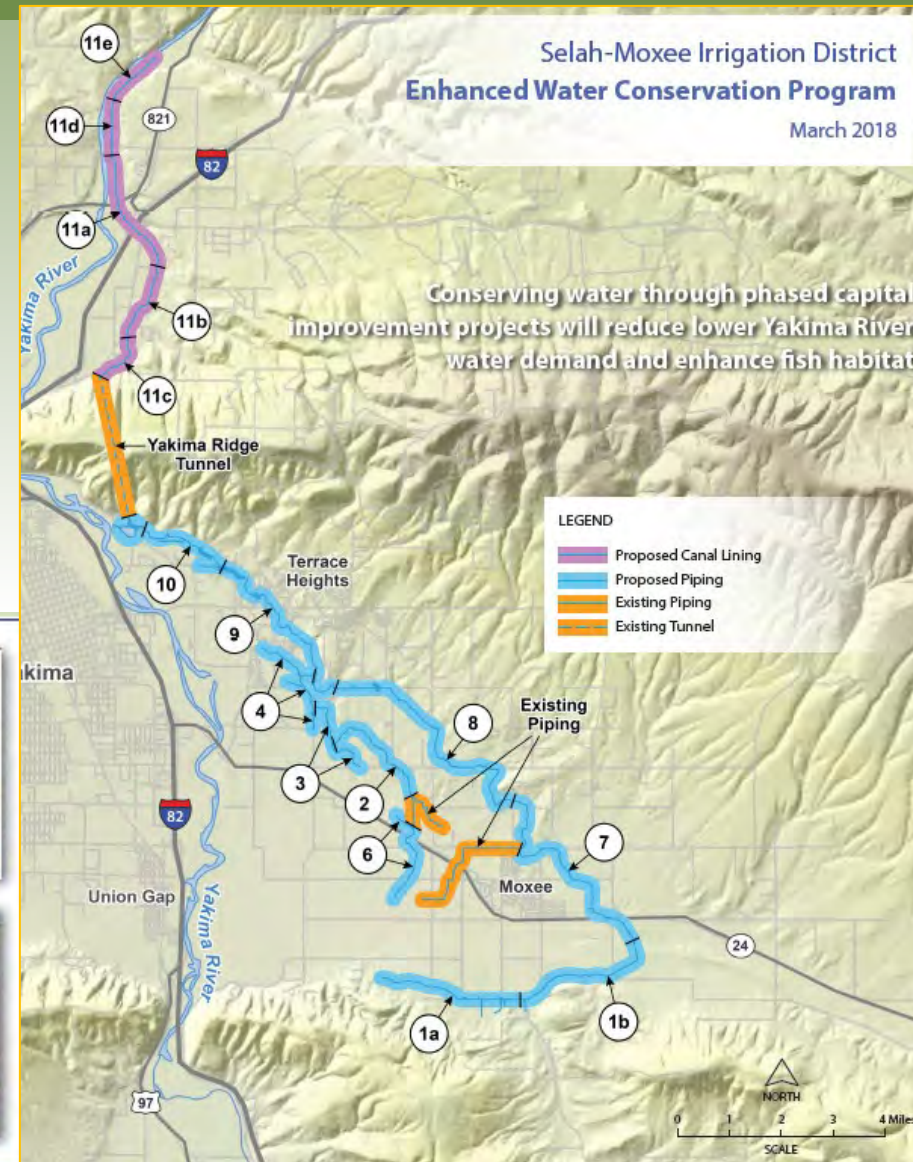 Selah-Moxee Irrigation District
Enhanced Water Conservation Program
March 2018
11e
11d
821
82
11a
Yakima River
11b
Conserving water through phased capital
improvement projects will reduce lower Yakima River
water demand and enhance fish habitat
11c
Yakima Ridge
Tunnel
LEGEND
Proposed Canal Lining
Proposed Piping
Existing Piping
Existing Tunnel
10
Terrace
Heights
9
kima
4
8
Existing
Piping
3
2
82
6
7
Union Gap
Moxee
Yakima River
24
1a
1b
97
NORTH
0 1 2 3 4 Miles
SCALE